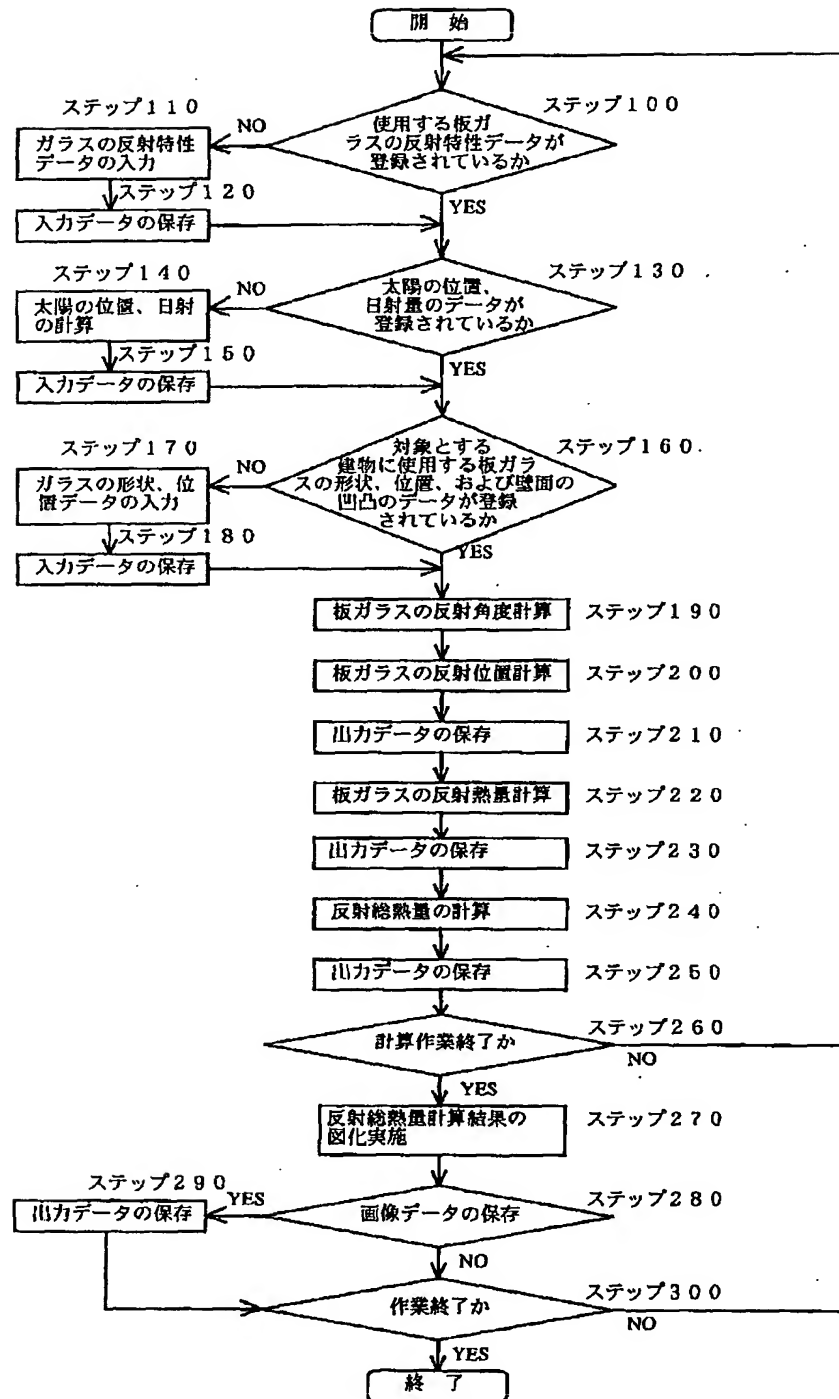 開 始
ステップ100
使用する板ガ
ラスの反射特性データが
登録されているか
NO
YES
ステップ110
ガラスの反射特性
データの入力
ステップ120
入力データの保存
ステップ130
太陽の位置、
日射量のデータが
登録されているか
NO
YES
ステップ140
太陽の位置、日射
の計算
ステップ150
入力データの保存
ステップ160
対象とする
建物に使用する板ガラ
スの形状、位置、および壁面の
凹凸のデータが登録
されているか
NO
YES
ステップ170
ガラスの形状、位
置データの入力
ステップ180
入力データの保存
板ガラスの反射角度計算
ステップ190
板ガラスの反射位置計算
ステップ200
出力データの保存
ステップ210
板ガラスの反射熱量計算
ステップ220
出力データの保存
ステップ230
反射総熱量の計算
ステップ240
出力データの保存
ステップ250
ステップ260
計算作業終了か
NO
YES
反射総熱量計算結果の
図化実施
ステップ270
ステップ280
画像データの保存
YES
NO
ステップ290
出力データの保存
ステップ300
作業終了か
NO
YES
終 了